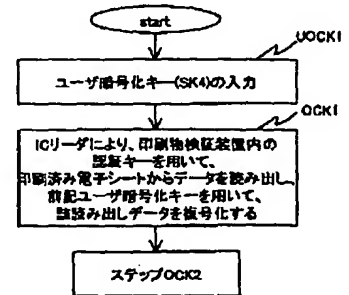 start
UOCK1
ユーザ暗号化キー(SK4)の入力
OCK1
ICリーダにより、印刷物検証装置内の
認証キーを用いて、
印刷済み電子シートからデータを読み出し、
前記ユーザ暗号化キーを用いて、
該読み出しデータを復号化する
ステップOCK2